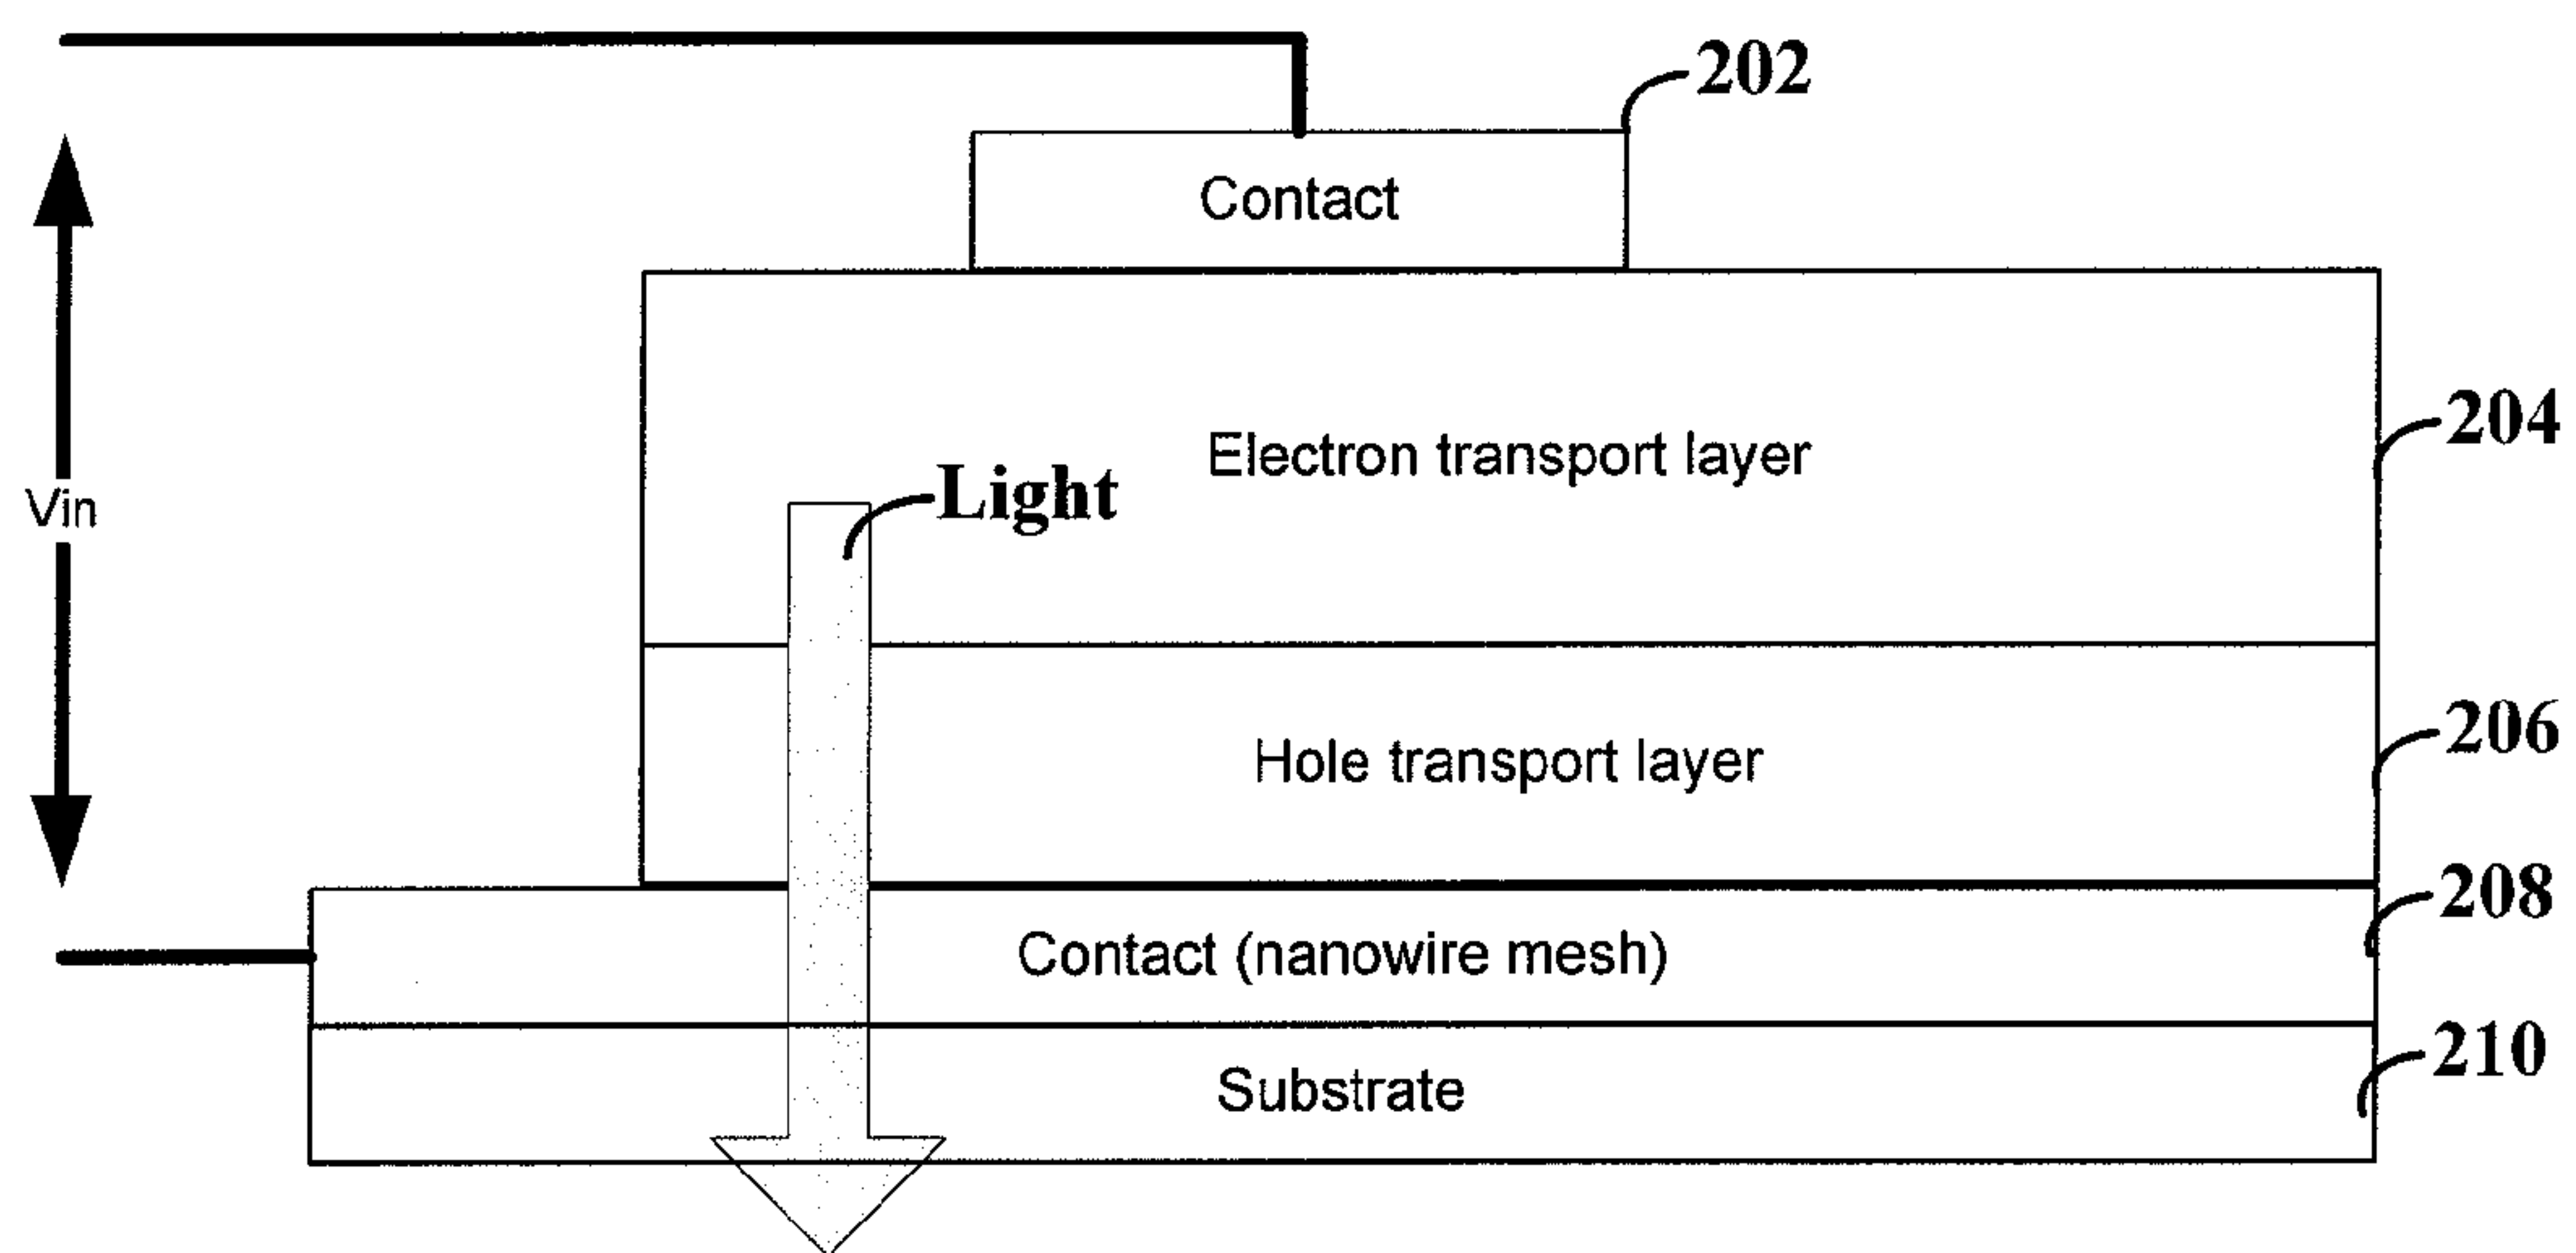 202
Contact
204
Electron transport layer
Light
Vin
206
Hole transport layer
208
Contact (nanowire mesh)
210
Substrate